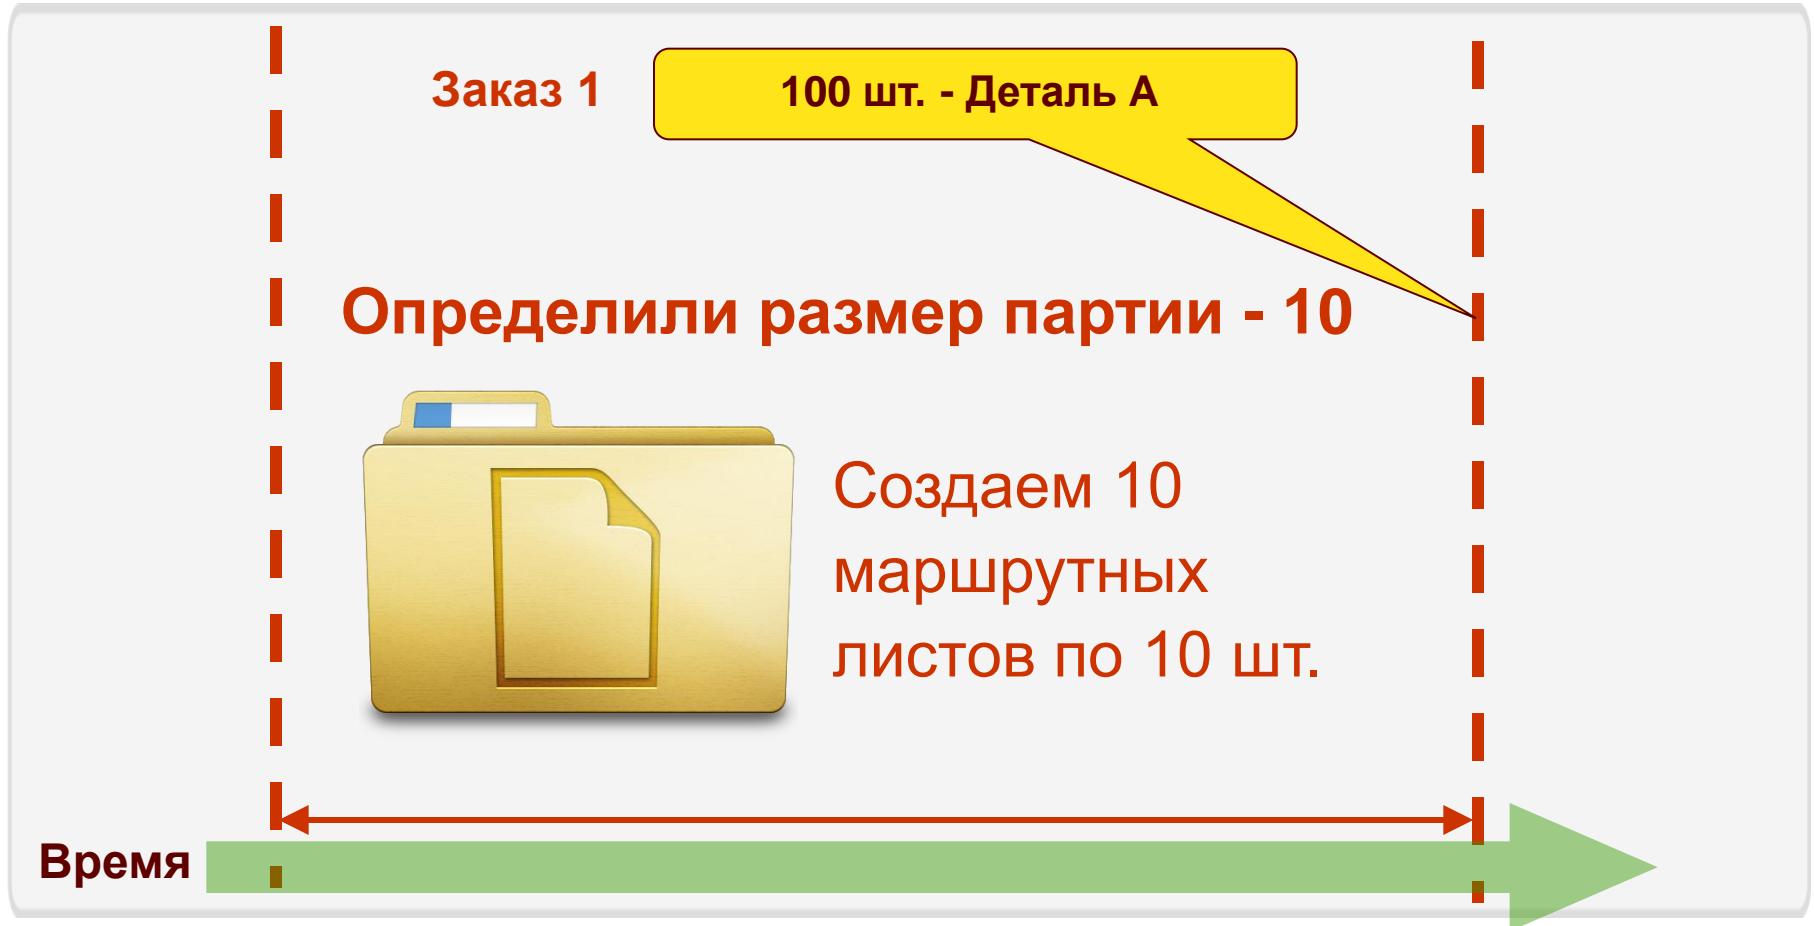 Заказ 1
100 шт. - Деталь А
Определили размер партии - 10
Создаем 10
маршрутных
листов по 10 шт.
Время